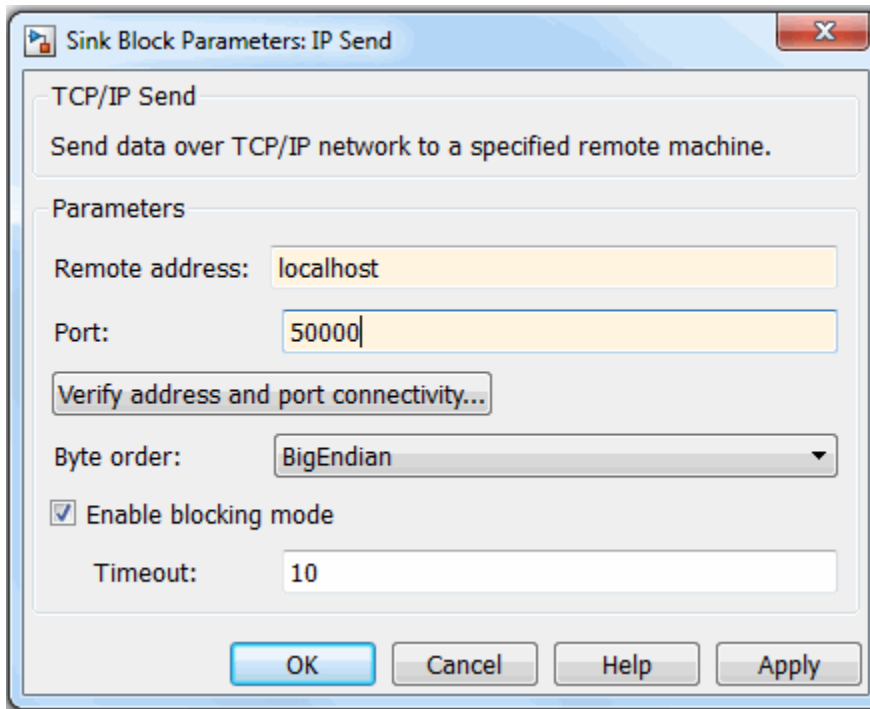 Sink Block Parameters: IP Send
TCP/IP Send
Send data over TCP/IP network to a specified remote machine.
Parameters
Remote address: localhost
Port: 50000
Verify address and port connectivity...
Byte order: BigEndian
Enable blocking mode
Timeout: 10
OK Cancel Help Apply